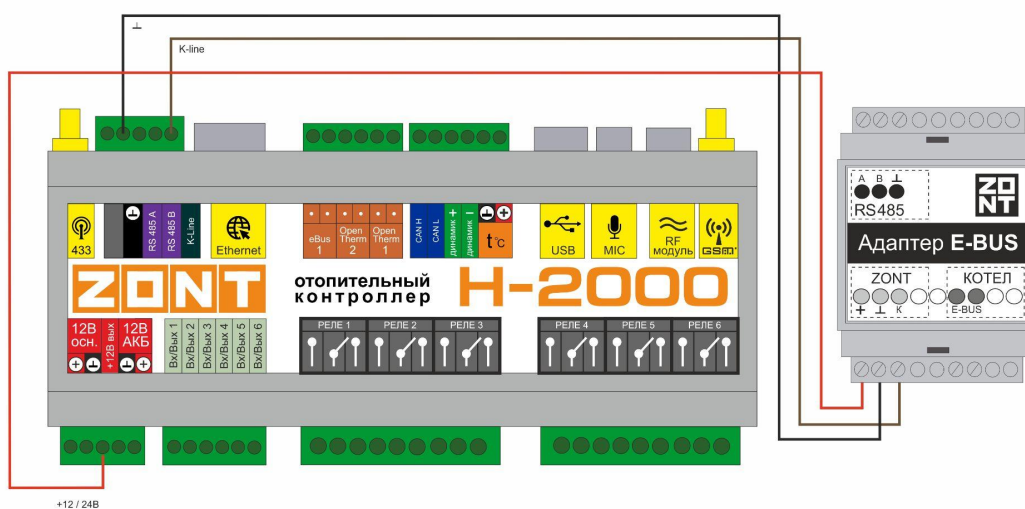 ⊥
K-line
433
RS 485 A
RS 485 B
K-Line
Ethernet
eBus
1
Open
Therm
2
Open
Therm
1
CAN H
CAN L
динамик +
динамик –
t°C
USB
MIC
RF
модуль
GSM
ZONT
отопительный
контроллер
H-2000
12В
осн.
+12В вых
12В
АКБ
Вх/Вых 1
Вх/Вых 2
Вх/Вых 3
Вх/Вых 4
Вх/Вых 5
Вх/Вых 6
РЕЛЕ 1
РЕЛЕ 2
РЕЛЕ 3
РЕЛЕ 4
РЕЛЕ 5
РЕЛЕ 6
+12 / 24В
A B ⊥
RS485
ZONT
Адаптер E-BUS
ZONT
КОТЕЛ
+ ⊥ К
E-BUS